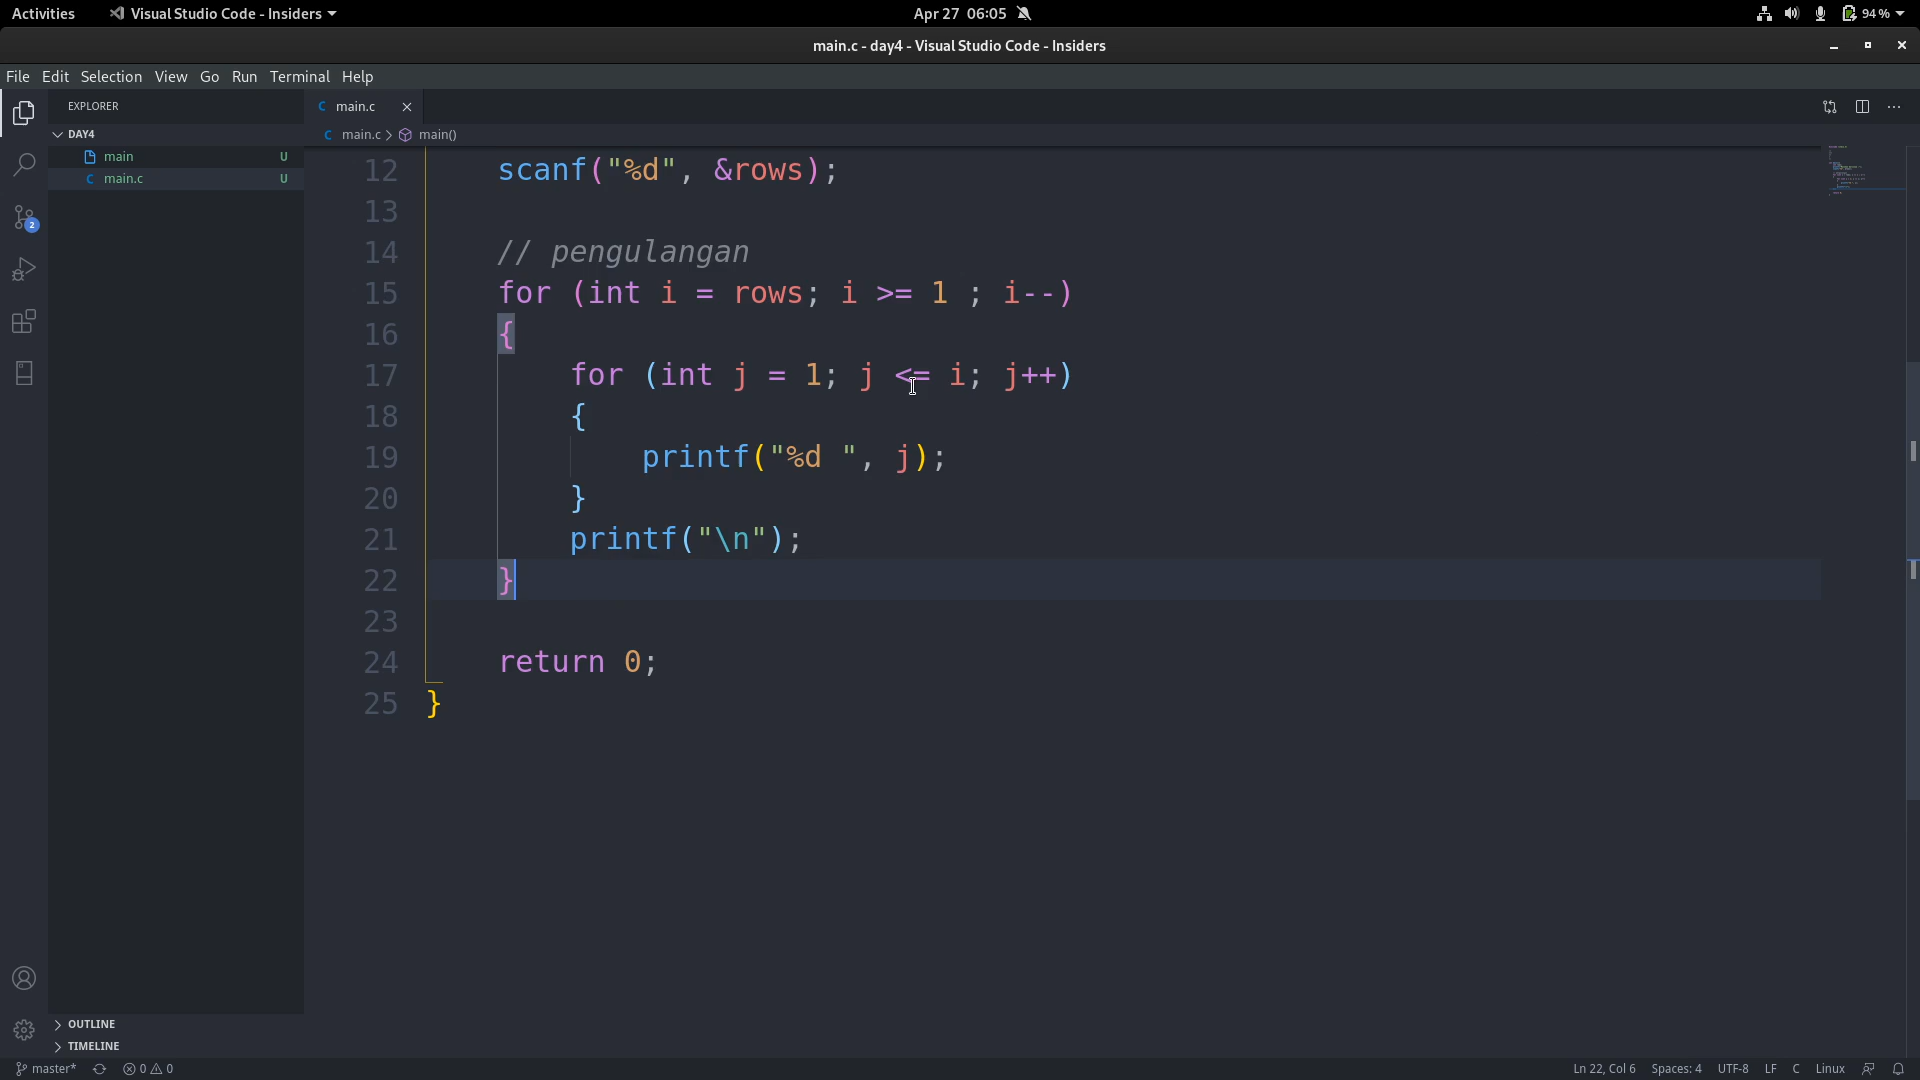 Activities
Visual Studio Code - Insiders
Apr 27 06:05
94 %
main.c - day4 - Visual Studio Code - Insiders
File Edit Selection View Go Run Terminal Help
EXPLORER
main.c
DAY4
main.c > main()
main U
main.c U
2
12 scanf("%d", &rows);
13
14 // pengulangan
15 for (int i = rows; i >= 1 ; i--)
16 {
17 for (int j = 1; j <= i; j++)
18 {
19 printf("%d ", j);
20 }
21 printf("\n");
22 }
23
24 return 0;
25 }
OUTLINE
TIMELINE
master* 0 0 Ln 22, Col 6 Spaces: 4 UTF-8 LF C Linux